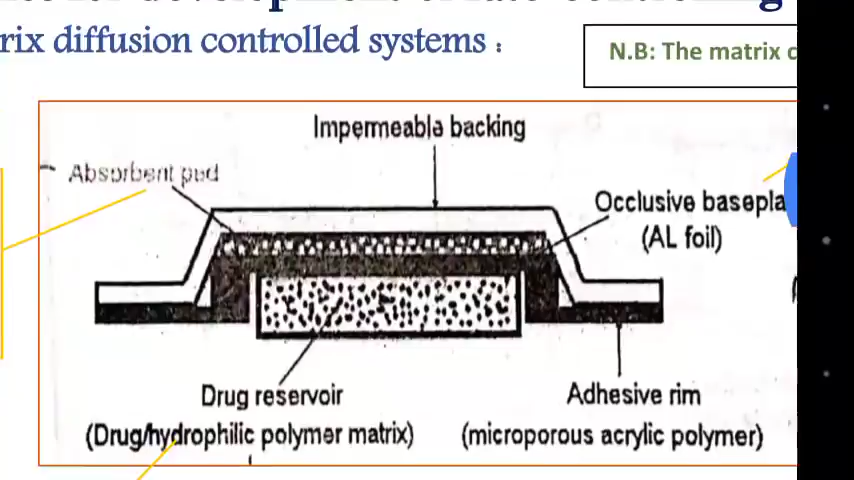 rix diffusion controlled systems :
N.B: The matrix c
Impermeable backing
Absorbent pad
Occlusive basepla
(AL foil)
Drug reservoir
(Drug/hydrophilic polymer matrix)
Adhesive rim
(microporous acrylic polymer)